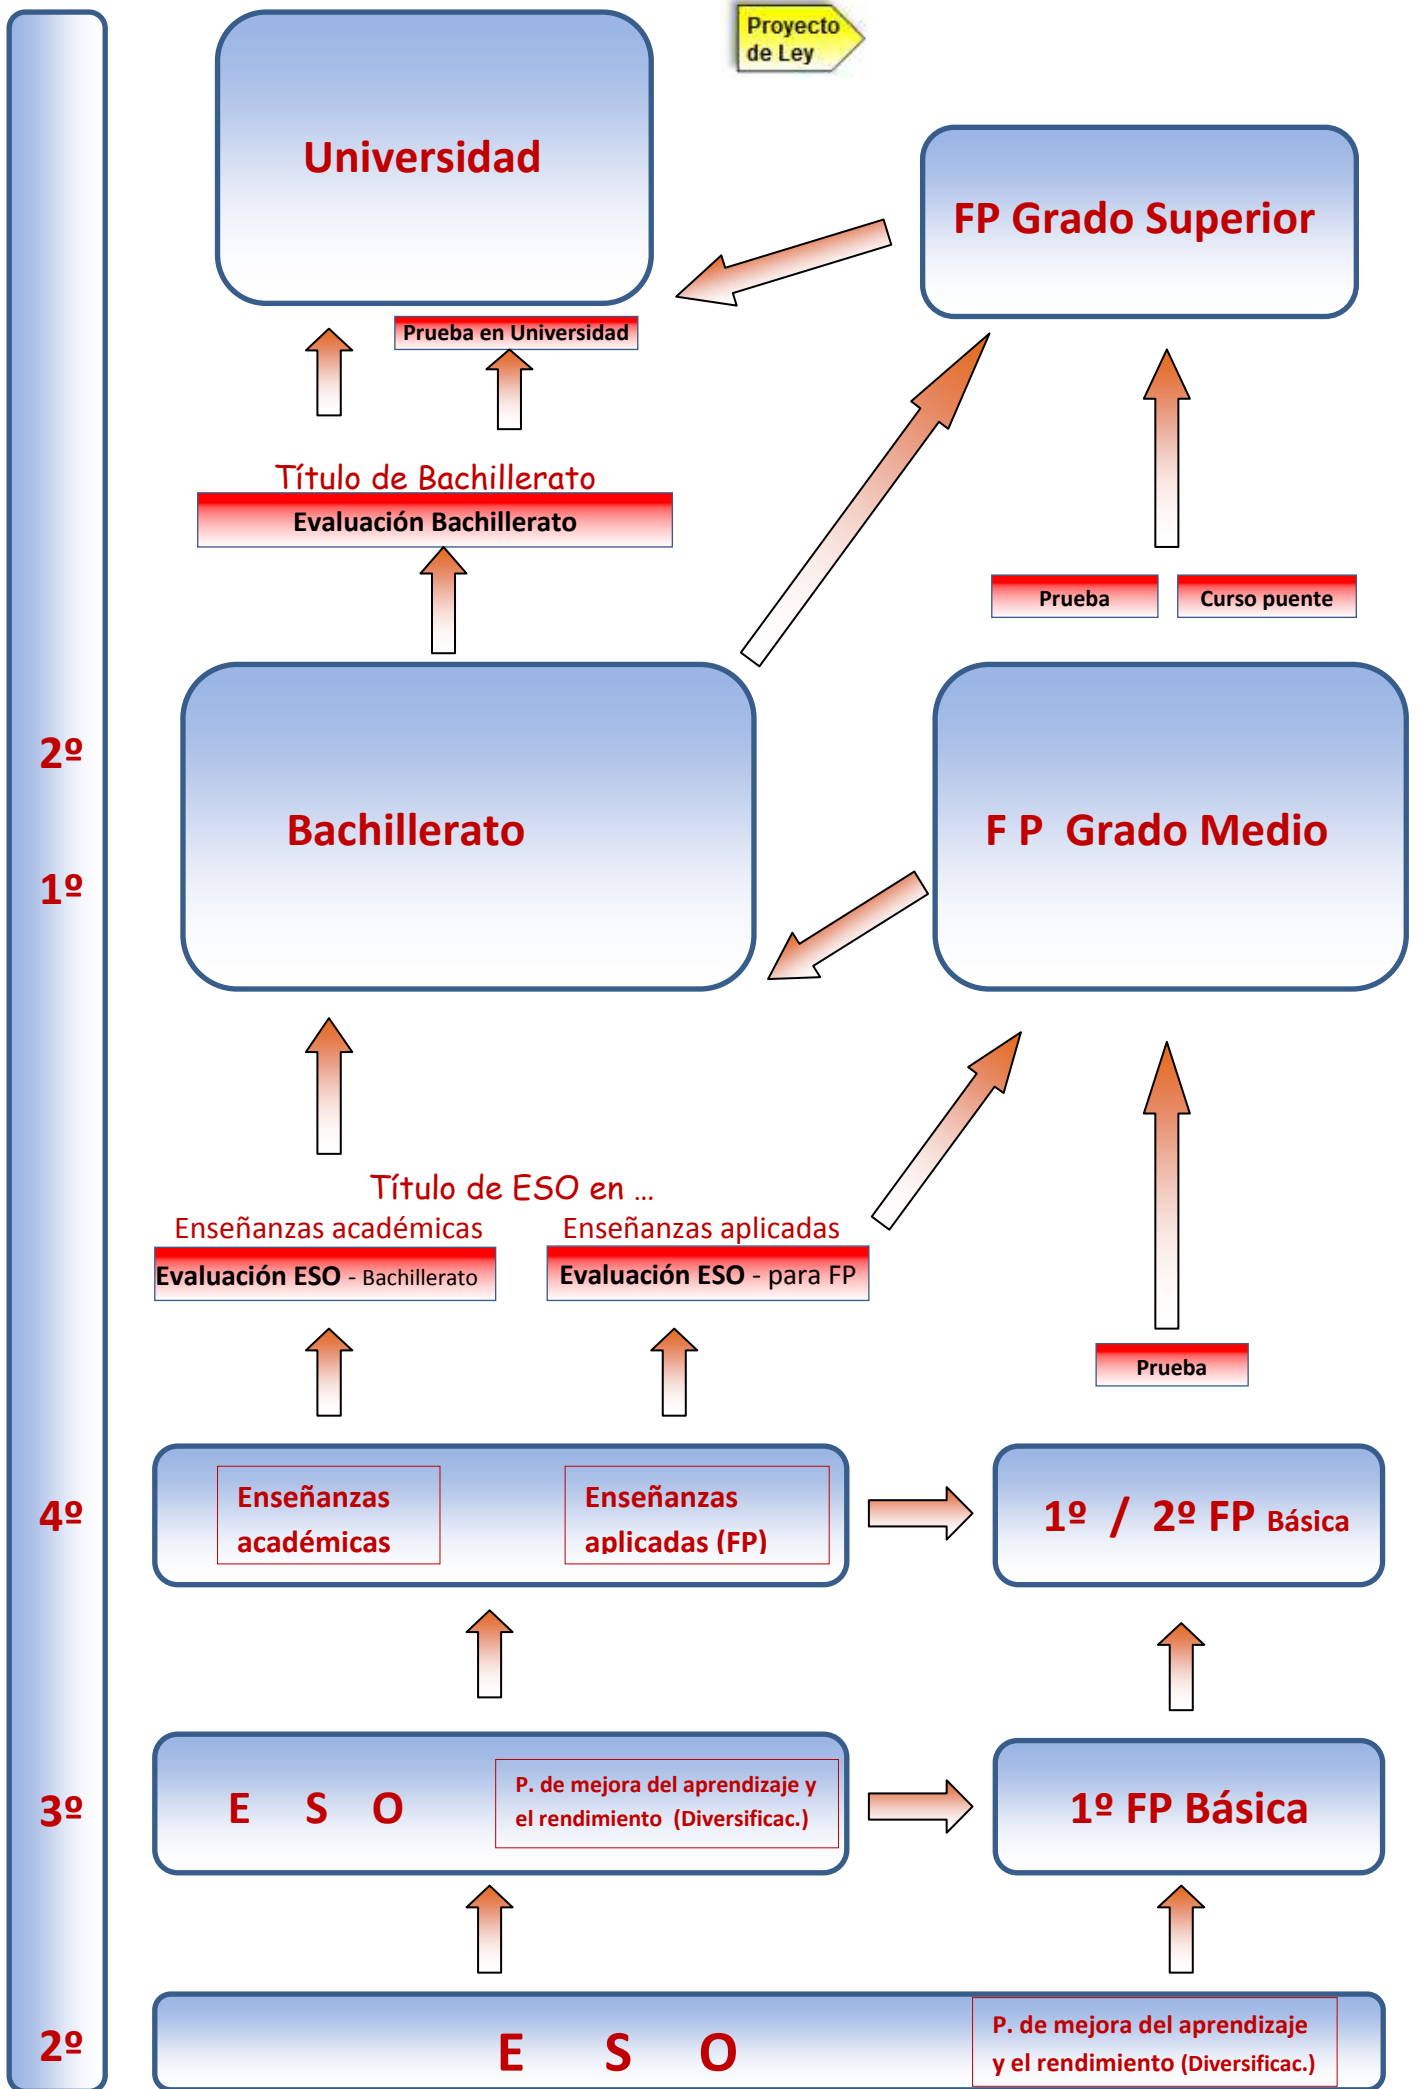 Proyecto
de Ley
Universidad
FP Grado Superior
Prueba en Universidad
Título de Bachillerato
Evaluación Bachillerato
Prueba
Curso puente
2º
1º
Bachillerato
F P Grado Medio
Título de ESO en ...
Enseñanzas académicas
Enseñanzas aplicadas
Evaluación ESO - Bachillerato
Evaluación ESO - para FP
Prueba
4º
Enseñanzas
académicas
Enseñanzas
aplicadas (FP)
1º / 2º FP Básica
3º
E S O
P. de mejora del aprendizaje y
el rendimiento (Diversificac.)
1º FP Básica
2º
E S O
P. de mejora del aprendizaje
y el rendimiento (Diversificac.)